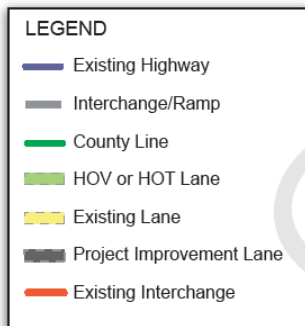 LEGEND
Existing Highway
Interchange/Ramp
County Line
HOV or HOT Lane
Existing Lane
Project Improvement Lane
Existing Interchange